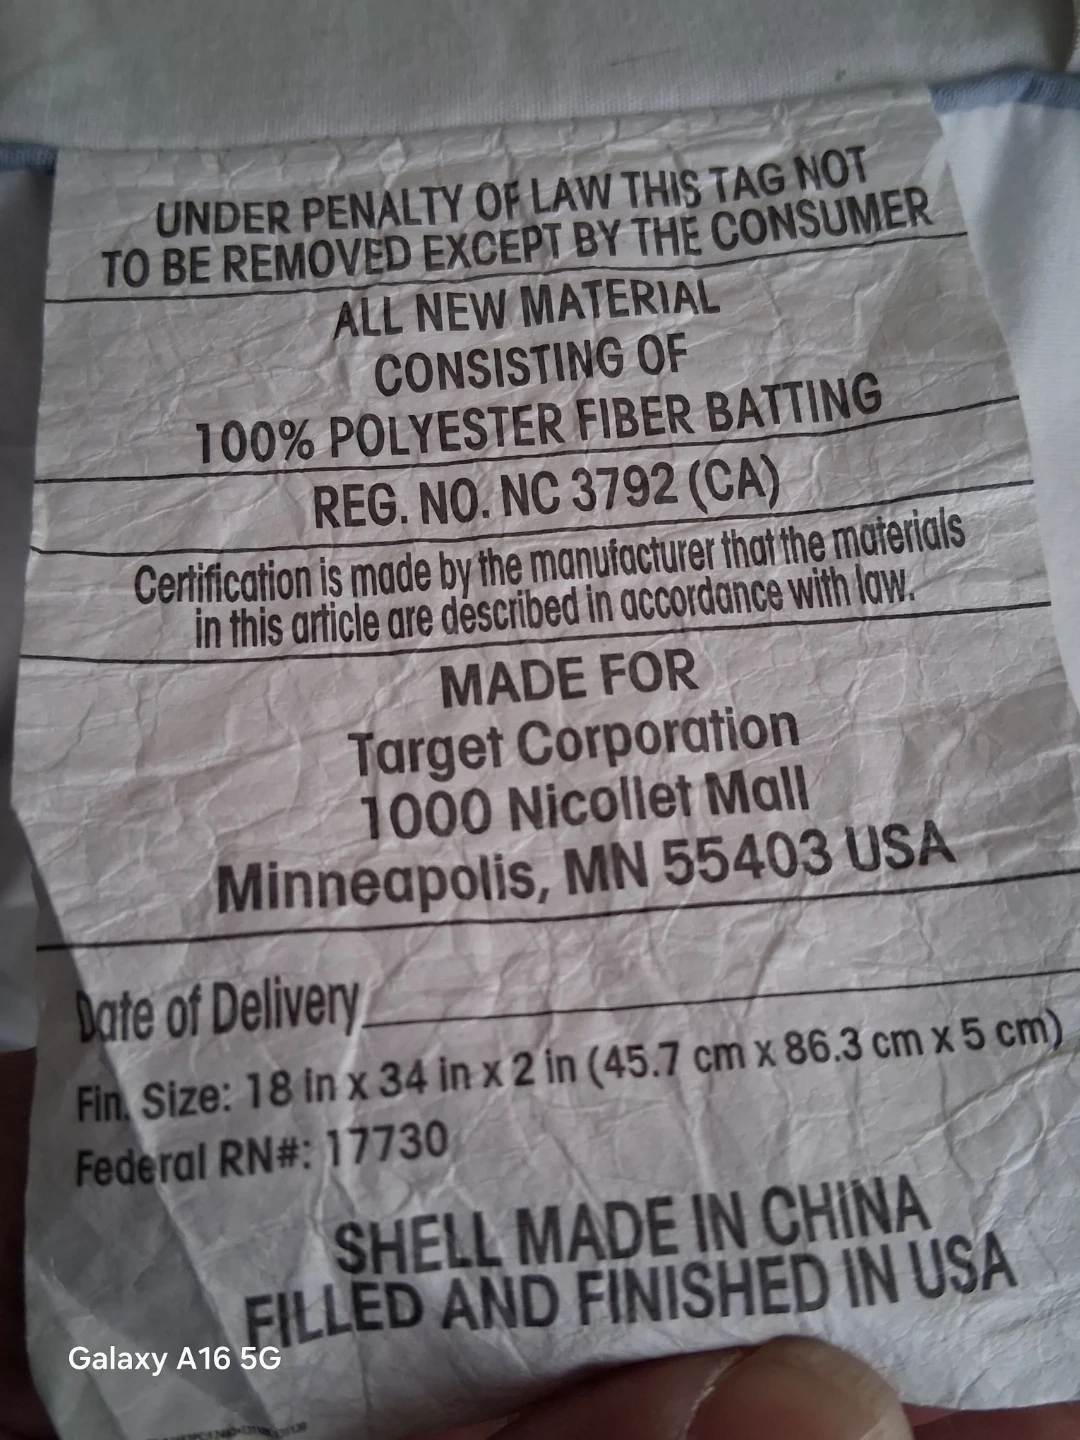 UNDER PENALTY OF LAW THIS TAG NOT
TO BE REMOVED EXCEPT BY THE CONSUMER
ALL NEW MATERIAL
CONSISTING OF
100% POLYESTER FIBER BATTING
REG. NO. NC 3792 (CA)
Certification is made by the manufacturer that the materials
in this article are described in accordance with law.
MADE FOR
Target Corporation
1000 Nicollet Mall
Minneapolis, MN 55403 USA
Date of Delivery
Fin. Size: 18 in x 34 in x 2 in (45.7 cm x 86.3 cm x 5 cm)
Federal RN#: 17730
SHELL MADE IN CHINA
FILLED AND FINISHED IN USA
Galaxy A16 5G